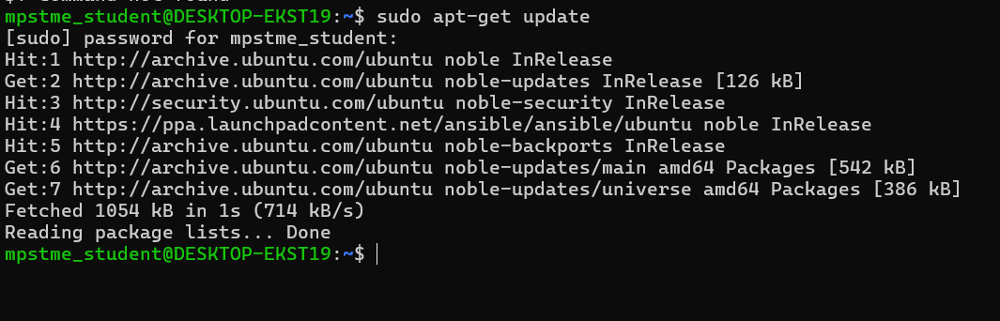 mpstme_student@DESKTOP-EKST19:~$ sudo apt-get update
[sudo] password for mpstme_student:
Hit:1 http://archive.ubuntu.com/ubuntu noble InRelease
Get:2 http://archive.ubuntu.com/ubuntu noble-updates InRelease [126 kB]
Hit:3 http://security.ubuntu.com/ubuntu noble-security InRelease
Hit:4 https://ppa.launchpadcontent.net/ansible/ansible/ubuntu noble InRelease
Hit:5 http://archive.ubuntu.com/ubuntu noble-backports InRelease
Get:6 http://archive.ubuntu.com/ubuntu noble-updates/main amd64 Packages [542 kB]
Get:7 http://archive.ubuntu.com/ubuntu noble-updates/universe amd64 Packages [386 kB]
Fetched 1054 kB in 1s (714 kB/s)
Reading package lists... Done
mpstme_student@DESKTOP-EKST19:~$